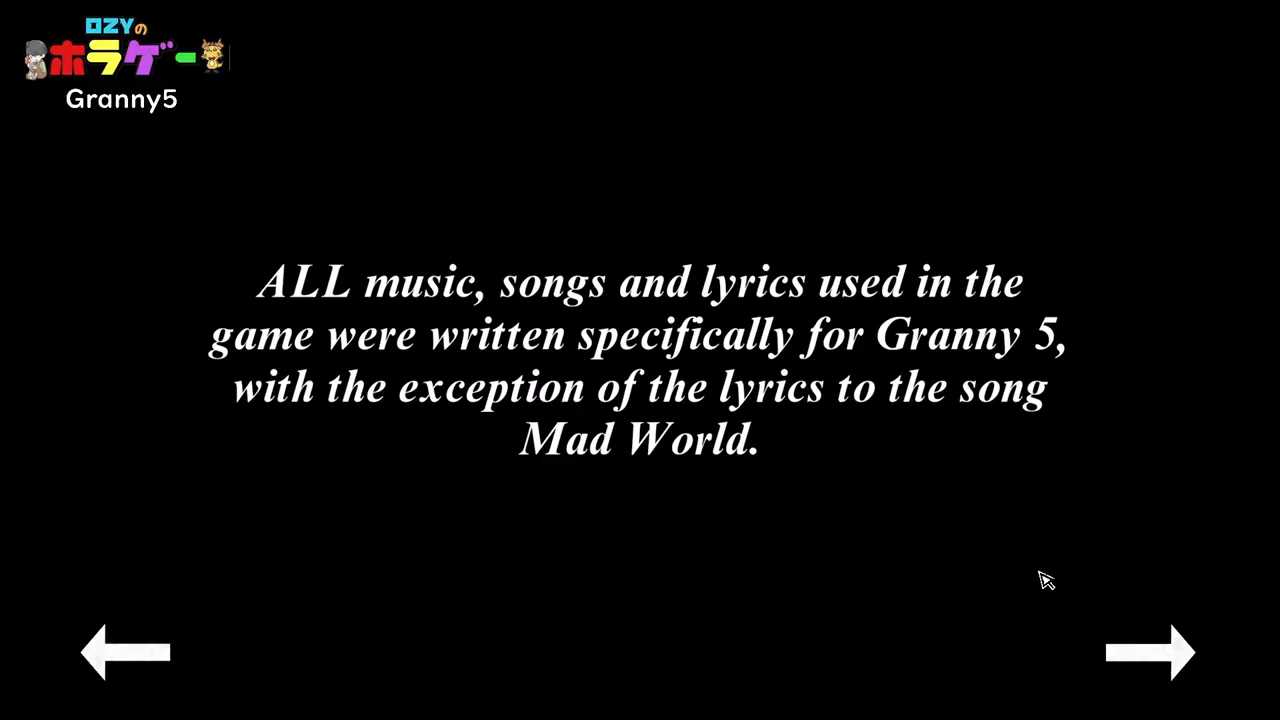 OZYの
ホラゲー
Granny5
ALL music, songs and lyrics used in the
game were written specifically for Granny 5,
with the exception of the lyrics to the song
Mad World.